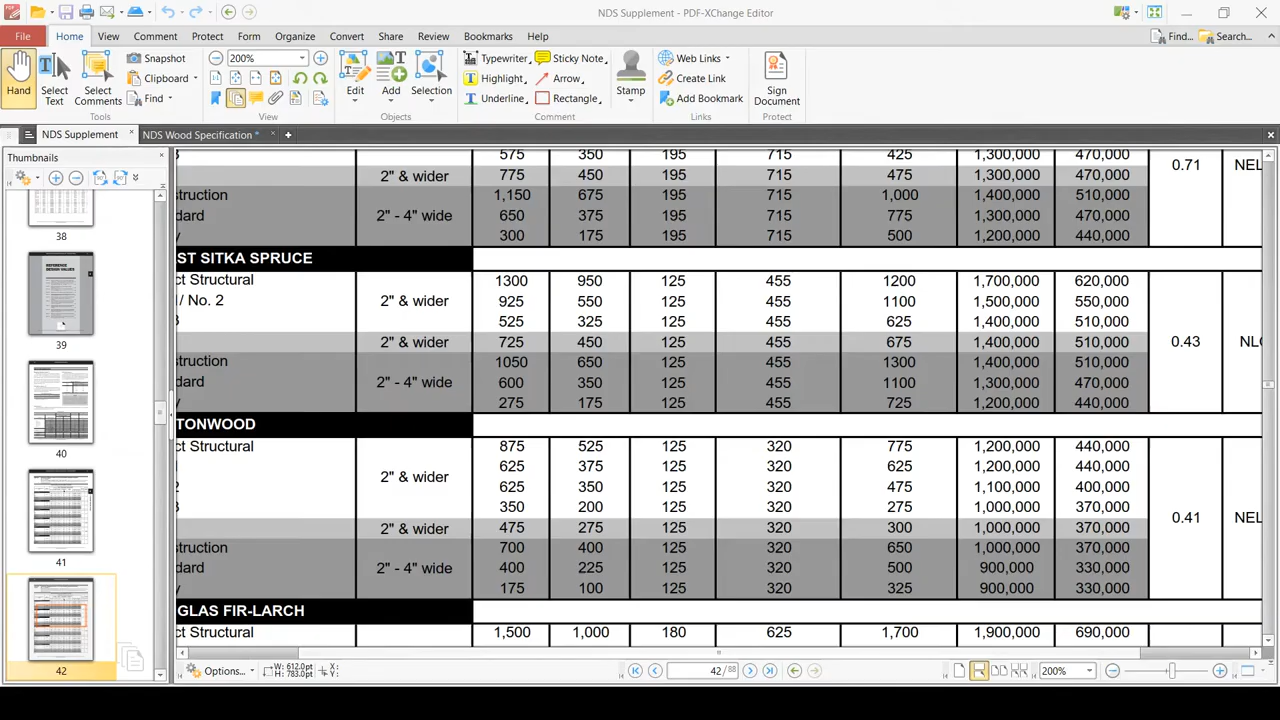 NDS Supplement - PDF-XChange Editor
File Home View Comment Protect Form Organize Convert Share Review Bookmarks Help Find... Search...
Hand
Select Text
Select Comments
Snapshot
Clipboard
Find
Tools
200%
View
Edit
Add
Selection
Objects
Typewriter Sticky Note
Highlight Arrow
Underline Rectangle
Stamp
Comment
Web Links
Create Link
Add Bookmark
Links
Sign Document
Protect
NDS Supplement NDS Wood Specification *
Thumbnails
38
39
40
41
42
575 350 195 715 425 1,300,000 470,000
2" & wider 775 450 195 715 475 1,300,000 470,000 0.71 NEL
struction 1,150 675 195 715 1,000 1,400,000 510,000
dard 2" - 4" wide 650 375 195 715 775 1,300,000 470,000
y 300 175 195 715 500 1,200,000 440,000
ST SITKA SPRUCE
ct Structural 1300 950 125 455 1200 1,700,000 620,000
/ No. 2 2" & wider 925 550 125 455 1100 1,500,000 550,000
525 325 125 455 625 1,400,000 510,000
2" & wider 725 450 125 455 675 1,400,000 510,000 0.43 NL
struction 1050 650 125 455 1300 1,400,000 510,000
dard 2" - 4" wide 600 350 125 455 1100 1,300,000 470,000
y 275 175 125 455 725 1,200,000 440,000
TONWOOD
ct Structural 875 525 125 320 775 1,200,000 440,000
625 375 125 320 625 1,200,000 440,000
2 2" & wider 625 350 125 320 475 1,100,000 400,000
350 200 125 320 275 1,000,000 370,000
2" & wider 475 275 125 320 300 1,000,000 370,000 0.41 NEL
struction 700 400 125 320 650 1,000,000 370,000
dard 2" - 4" wide 400 225 125 320 500 900,000 330,000
y 175 100 125 320 325 900,000 330,000
GLAS FIR-LARCH
ct Structural 1,500 1,000 180 625 1,700 1,900,000 690,000
Options... W: 612.0pt H: 783.0pt X: Y: 42 / 88 200%